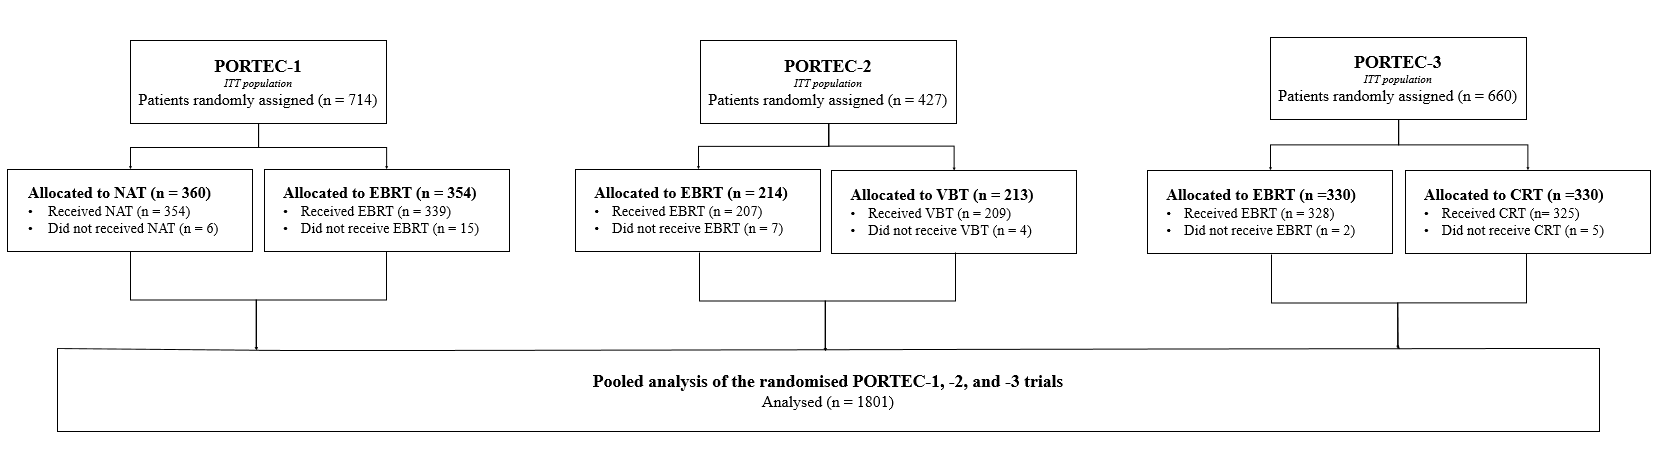 PORTEC-1
ITT population
Patients randomly assigned (n = 714)
PORTEC-2
ITT population
Patients randomly assigned (n = 427)
PORTEC-3
ITT population
Patients randomly assigned (n = 660)
Allocated to NAT (n = 360)
• Received NAT (n = 354)
• Did not received NAT (n = 6)
Allocated to EBRT (n = 354)
• Received EBRT (n = 339)
• Did not receive EBRT (n = 15)
Allocated to EBRT (n = 214)
• Received EBRT (n = 207)
• Did not receive EBRT (n = 7)
Allocated to VBT (n = 213)
• Received VBT (n = 209)
• Did not receive VBT (n = 4)
Allocated to EBRT (n =330)
• Received EBRT (n = 328)
• Did not receive EBRT (n = 2)
Allocated to CRT (n =330)
• Received CRT (n= 325)
• Did not receive CRT (n = 5)
Pooled analysis of the randomised PORTEC-1, -2, and -3 trials
Analysed (n = 1801)